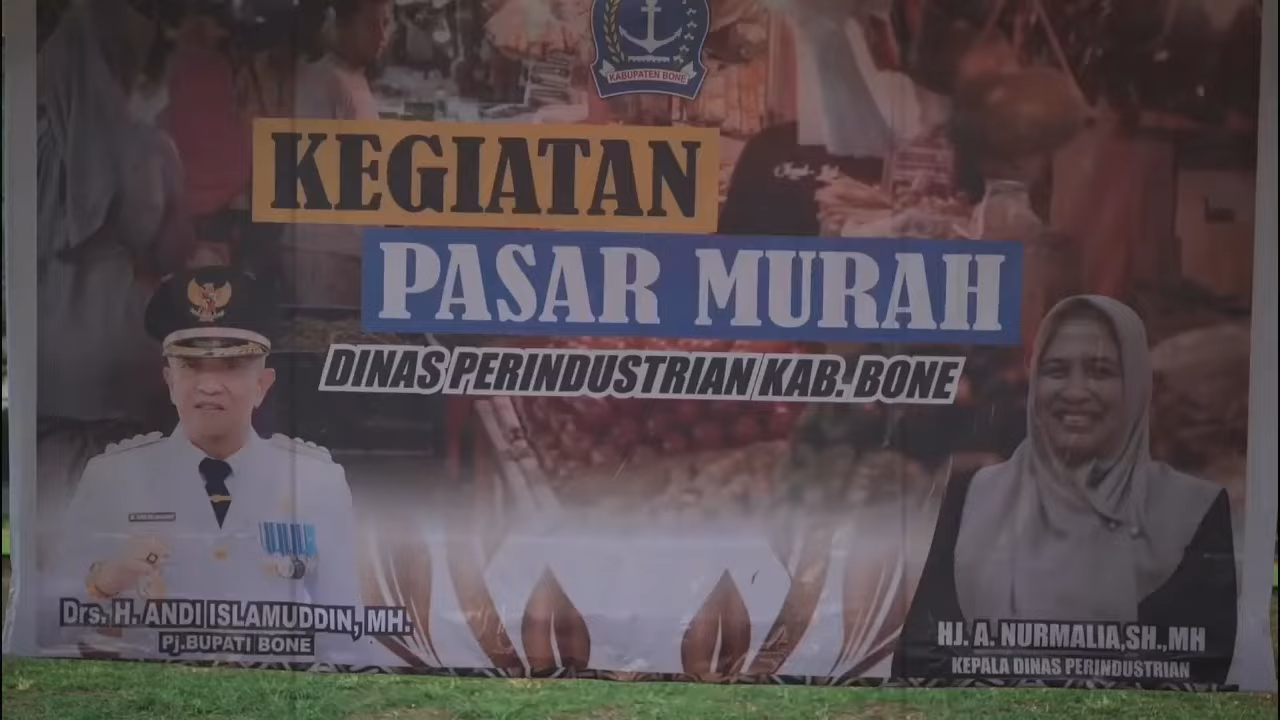 KABUPATEN BONE
KEGIATAN
PASAR MURAH
DINAS PERINDUSTRIAN KAB. BONE
Drs. H. ANDI ISLAMUDDIN, MH.
Pj.BUPATI BONE
HJ. A. NURMALIA,SH.,MH
KEPALA DINAS PERINDUSTRIAN